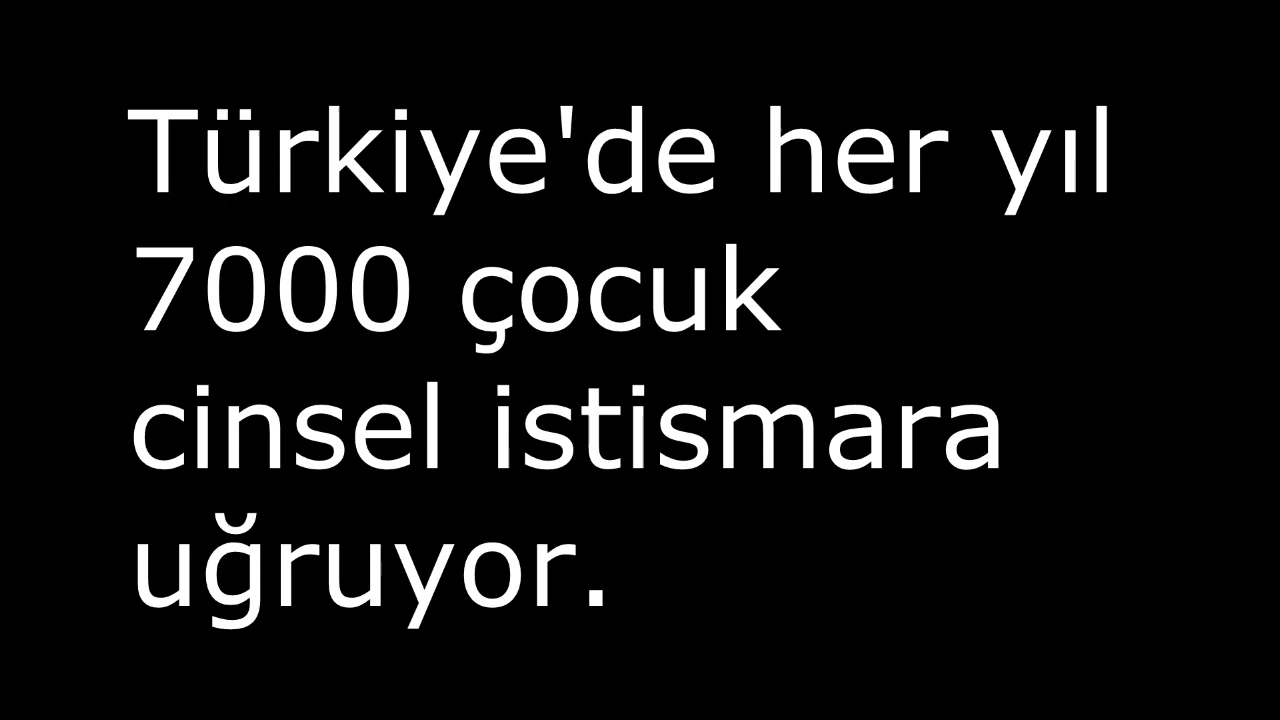 Türkiye'de her yıl
7000 çocuk
cinsel istismara
uğruyor.